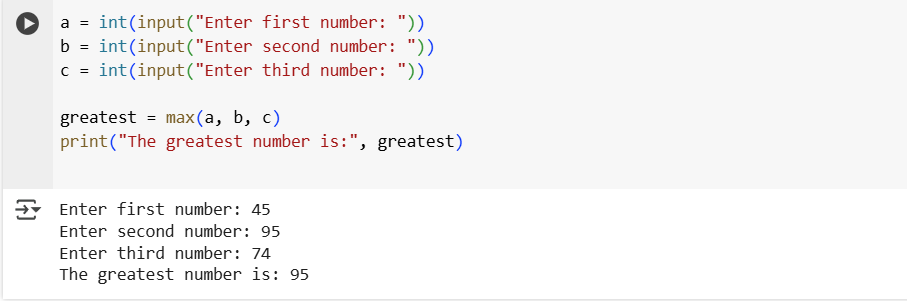 a = int(input("Enter first number: "))
b = int(input("Enter second number: "))
c = int(input("Enter third number: "))
greatest = max(a, b, c)
print("The greatest number is:", greatest)
Enter first number: 45
Enter second number: 95
Enter third number: 74
The greatest number is: 95